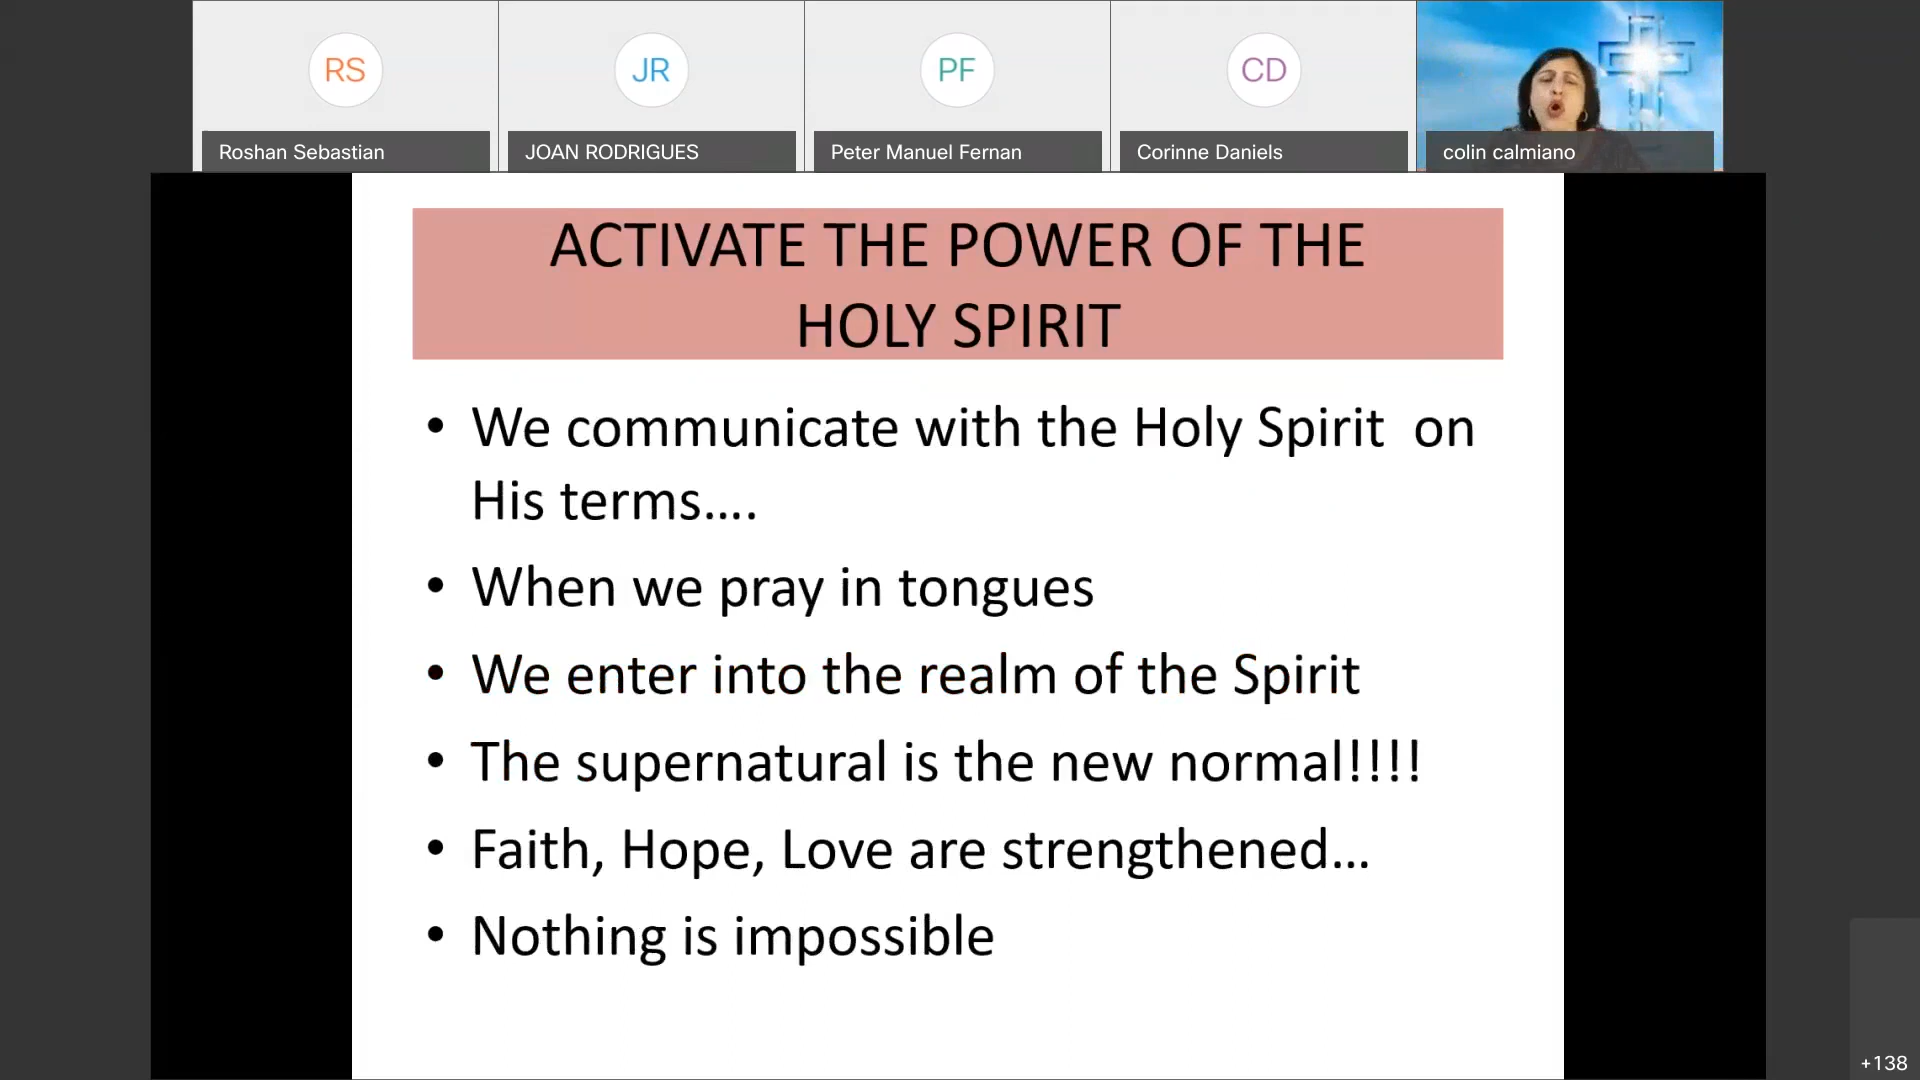 RS
JR
PF
CD
Roshan Sebastian
JOAN RODRIGUES
Peter Manuel Fernan
Corinne Daniels
colin calmiano
ACTIVATE THE POWER OF THE
HOLY SPIRIT
• We communicate with the Holy Spirit  on
His terms....
• When we pray in tongues
• We enter into the realm of the Spirit
• The supernatural is the new normal!!!!
• Faith, Hope, Love are strengthened...
• Nothing is impossible
+138